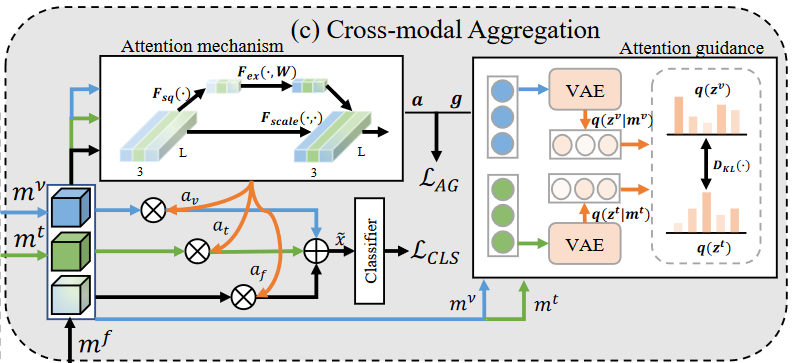 (c) Cross-modal Aggregation
Attention mechanism
Attention guidance
F_sq(·)
F_ex(·, W)
F_scale(·,·)
3
L
3
L
a
g
ℒ_AG
VAE
q(z^v|m^v)
q(z^v)
D_KL(·)
q(z^t|m^t)
VAE
q(z^t)
m^v
m^t
m^f
a_v
a_t
a_f
x̃
Classifier
ℒ_CLS
m^v
m^t